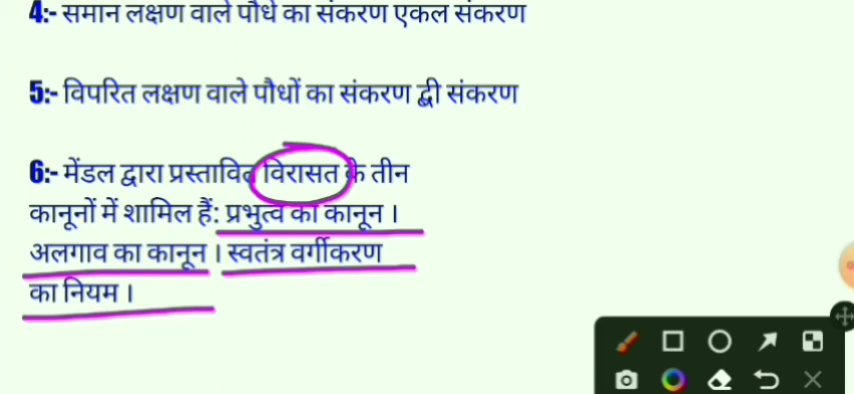 4:- समान लक्षण वाले पौधे का संकरण एकल संकरण
5:- विपरित लक्षण वाले पौधों का संकरण द्वी संकरण
6:- मेंडल द्वारा प्रस्तावित विरासत के तीन
कानूनों में शामिल हैं: प्रभुत्व का कानून ।
अलगाव का कानून । स्वतंत्र वर्गीकरण
का नियम ।